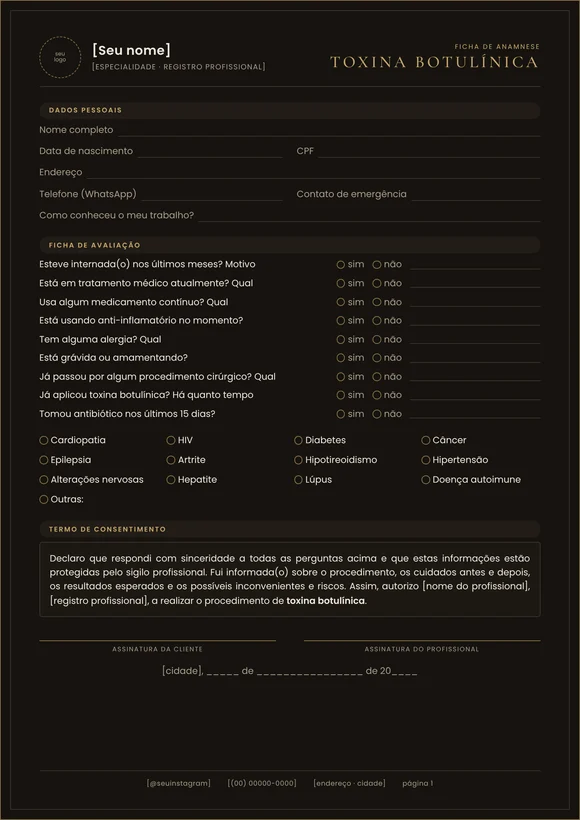 seu
logo
[Seu nome]
[ESPECIALIDADE · REGISTRO PROFISSIONAL]
FICHA DE ANAMNESE
TOXINA BOTULÍNICA
DADOS PESSOAIS
Nome completo
Data de nascimento CPF
Endereço
Telefone (WhatsApp) Contato de emergência
Como conheceu o meu trabalho?
FICHA DE AVALIAÇÃO
Esteve internada(o) nos últimos meses? Motivo sim não
Está em tratamento médico atualmente? Qual sim não
Usa algum medicamento contínuo? Qual sim não
Está usando anti-inflamatório no momento? sim não
Tem alguma alergia? Qual sim não
Está grávida ou amamentando? sim não
Já passou por algum procedimento cirúrgico? Qual sim não
Já aplicou toxina botulínica? Há quanto tempo sim não
Tomou antibiótico nos últimos 15 dias? sim não
Cardiopatia HIV Diabetes Câncer
Epilepsia Artrite Hipotireoidismo Hipertensão
Alterações nervosas Hepatite Lúpus Doença autoimune
Outras:
TERMO DE CONSENTIMENTO
Declaro que respondi com sinceridade a todas as perguntas acima e que estas informações estão
protegidas pelo sigilo profissional. Fui informada(o) sobre o procedimento, os cuidados antes e depois,
os resultados esperados e os possíveis inconvenientes e riscos. Assim, autorizo [nome do profissional],
[registro profissional], a realizar o procedimento de toxina botulínica.
ASSINATURA DA CLIENTE ASSINATURA DO PROFISSIONAL
[cidade], _____ de ________________ de 20____
[@seuinstagram] [(00) 00000-0000] [endereço · cidade] página 1